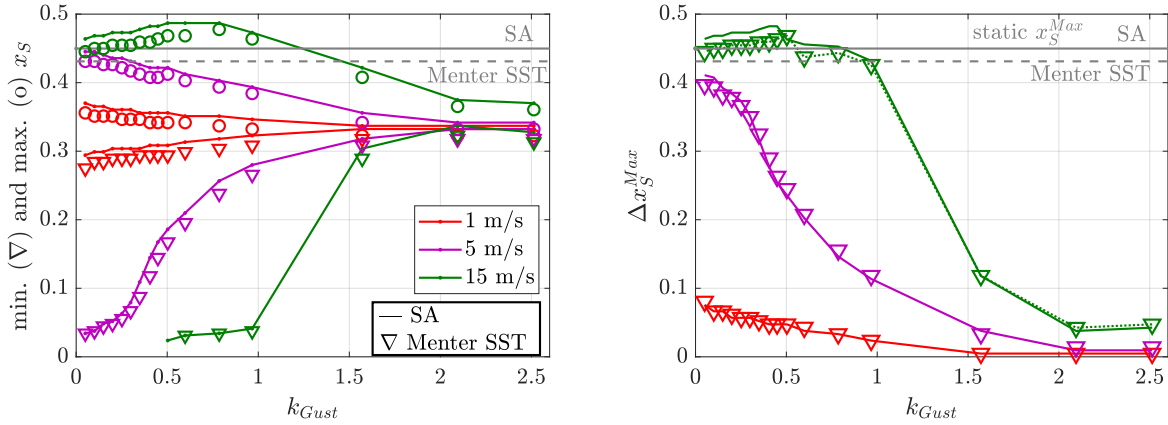 min. (∇) and max. (o) x_S
0.5
0.4
0.3
0.2
0.1
0
0
0.5
1
1.5
2
2.5
k_Gust
SA
Menter SST
1 m/s
5 m/s
15 m/s
— SA
∇ Menter SST
Δx_S^Max
0.5
0.4
0.3
0.2
0.1
0
0
0.5
1
1.5
2
2.5
k_Gust
static x_S^Max SA
Menter SST